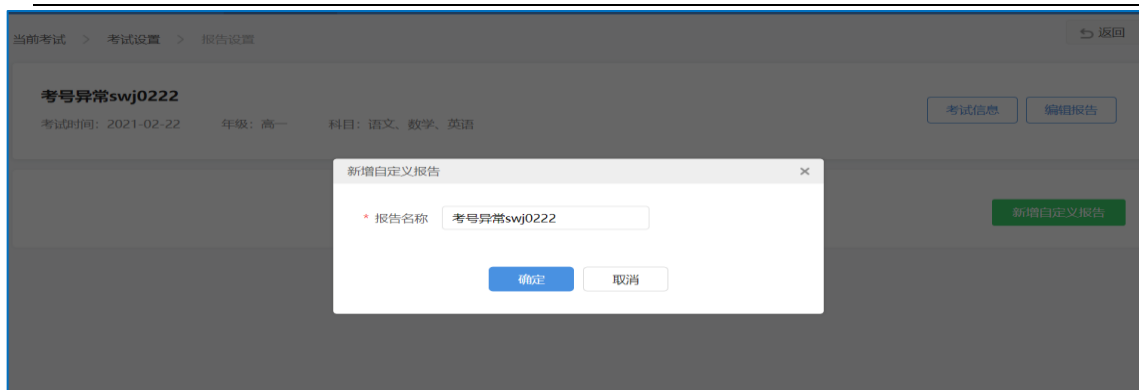 当前考试 > 考试设置 > 报告设置 返回
考号异常swj0222
考试时间：2021-02-22 年级：高一 科目：语文、数学、英语
考试信息 编辑报告
新增自定义报告
* 报告名称 考号异常swj0222
新增自定义报告
确定 取消